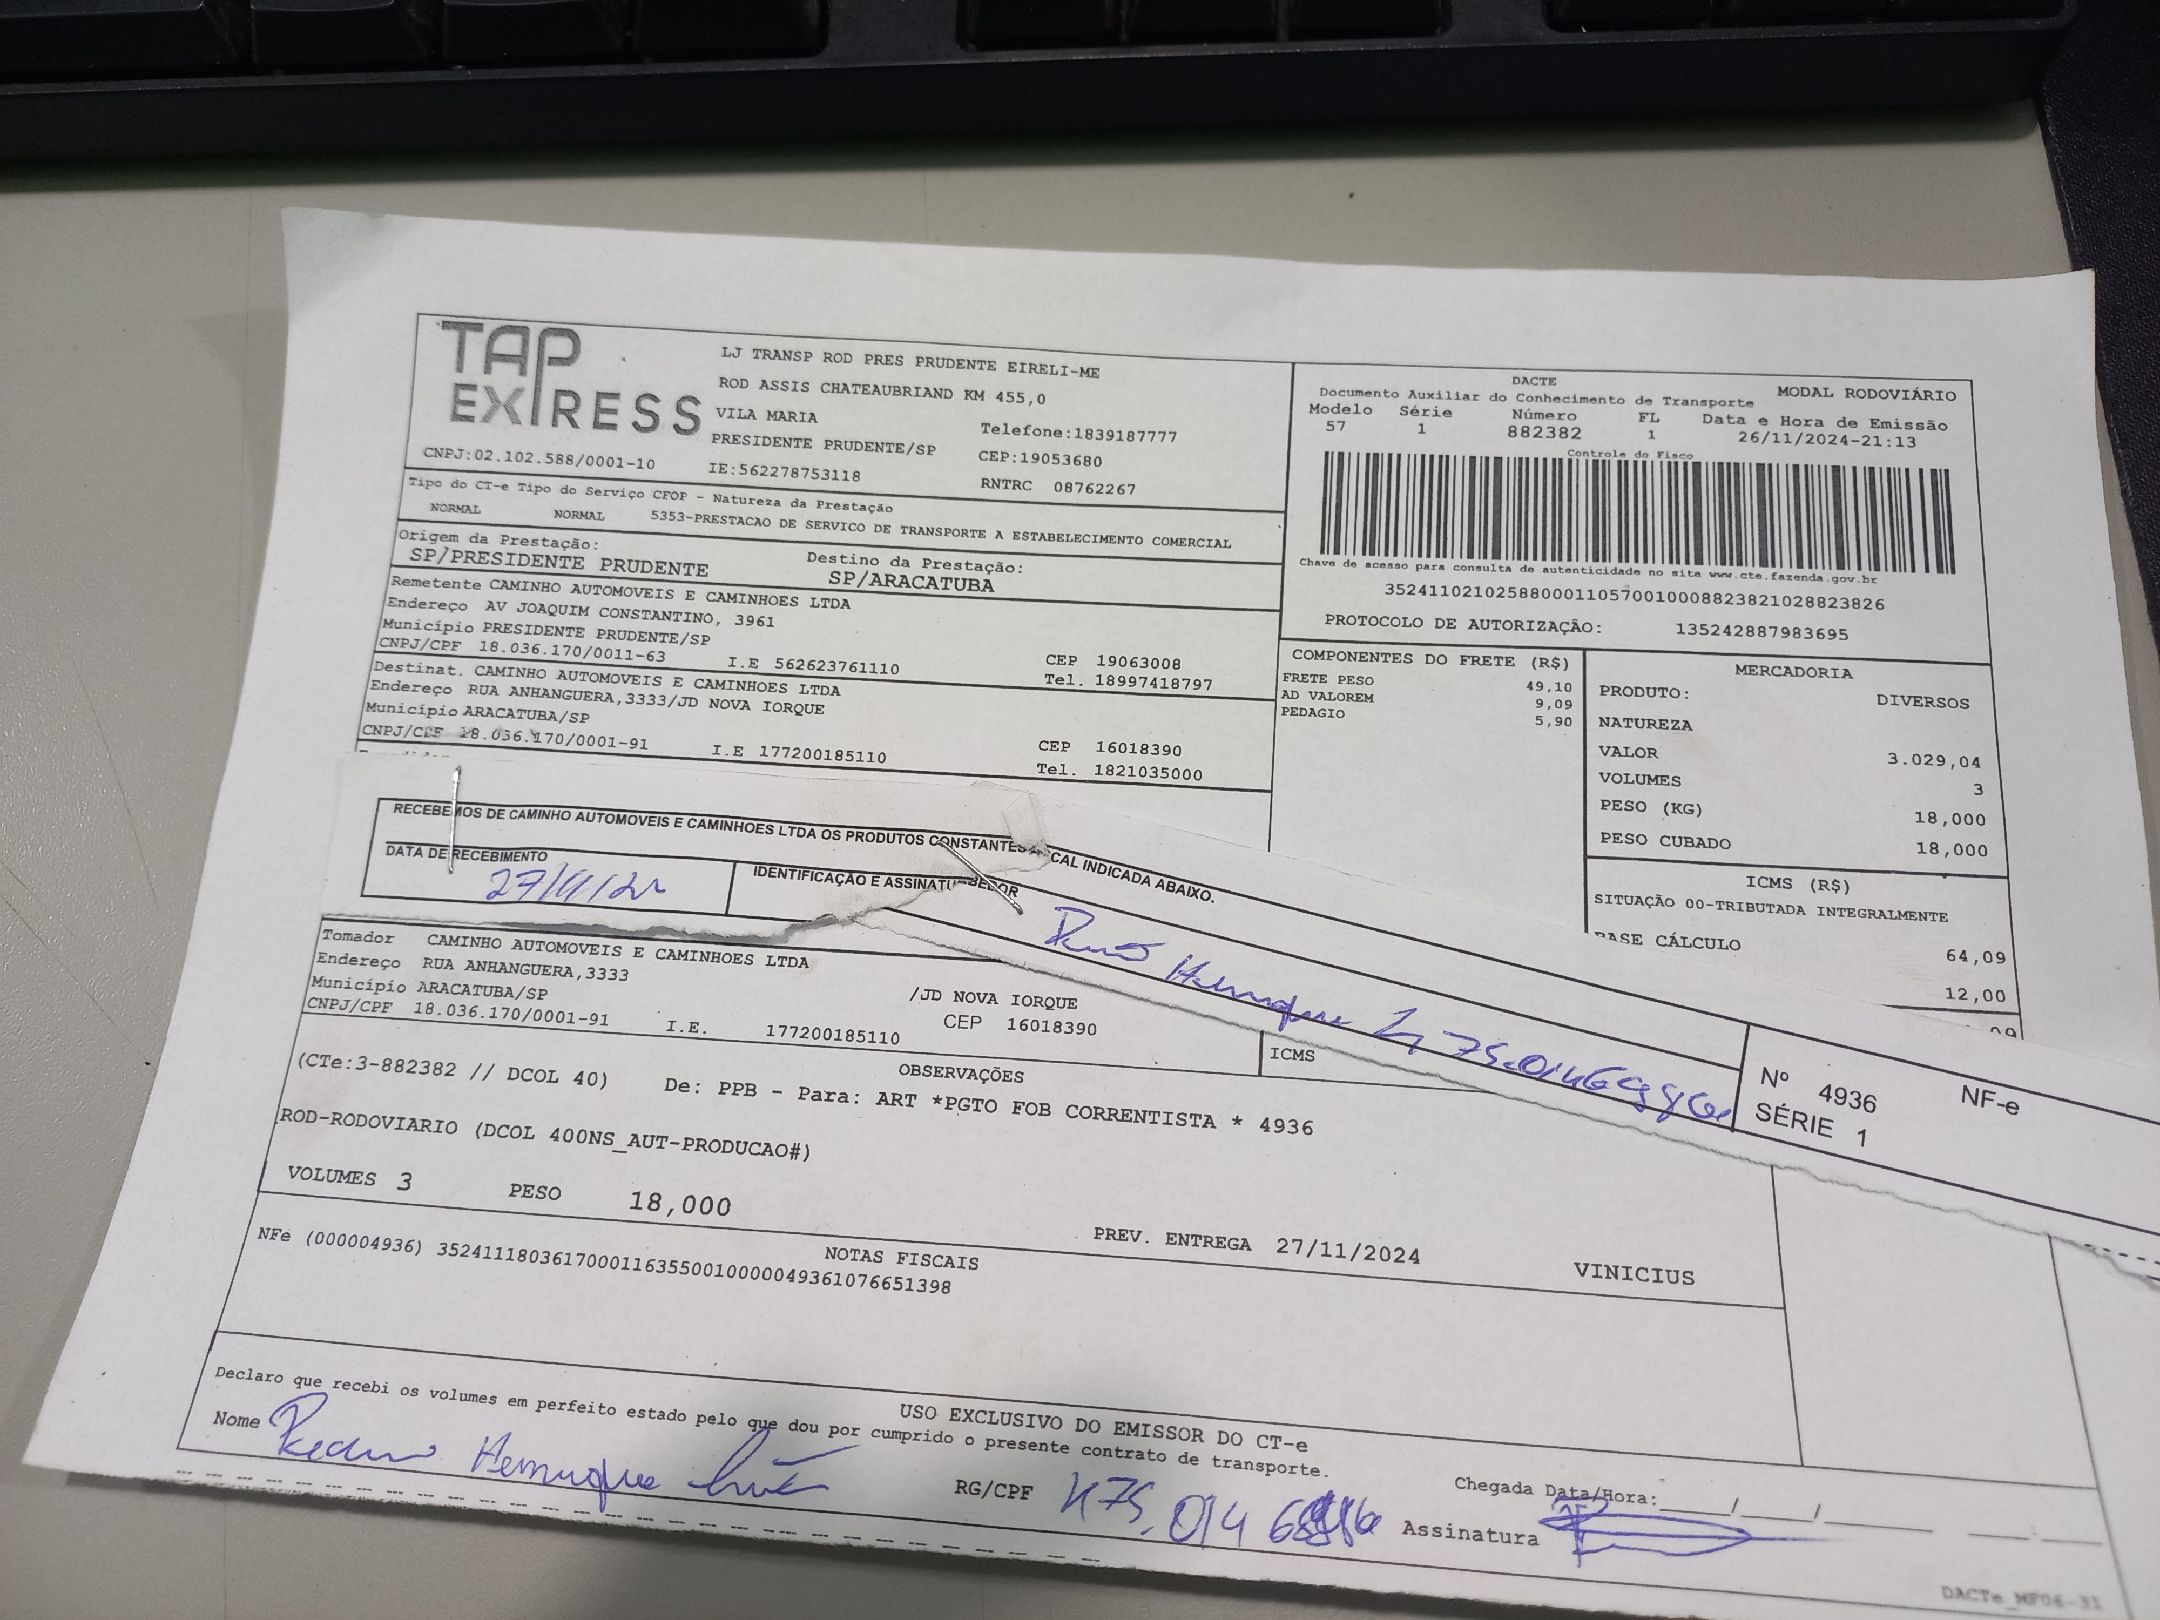 TAP
EXPRESS
LJ TRANSP ROD PRES PRUDENTE EIRELI-ME
ROD ASSIS CHATEAUBRIAND KM 455,0
VILA MARIA
Telefone:1839187777
PRESIDENTE PRUDENTE/SP
CEP:19053680
CNPJ:02.102.588/0001-10
IE:562278753118
RNTRC 08762267
DACTE
MODAL RODOVIÁRIO
Documento Auxiliar do Conhecimento de Transporte
Modelo Série Número FL Data e Hora de Emissão
57 1 882382 1 26/11/2024-21:13
Controle do Fisco
Chave de acesso para consulta de autenticidade no site www.cte.fazenda.gov.br
35241102102588000110570010008823821028823826
PROTOCOLO DE AUTORIZAÇÃO: 135242887983695
Tipo do CT-e Tipo do Serviço CFOP - Natureza da Prestação
NORMAL NORMAL 5353-PRESTACAO DE SERVICO DE TRANSPORTE A ESTABELECIMENTO COMERCIAL
Origem da Prestação: Destino da Prestação:
SP/PRESIDENTE PRUDENTE SP/ARACATUBA
Remetente CAMINHO AUTOMOVEIS E CAMINHOES LTDA
Endereço AV JOAQUIM CONSTANTINO, 3961
Município PRESIDENTE PRUDENTE/SP CEP 19063008
CNPJ/CPF 18.036.170/0011-63 I.E 562623761110 Tel. 18997418797
Destinat. CAMINHO AUTOMOVEIS E CAMINHOES LTDA
Endereço RUA ANHANGUERA,3333/JD NOVA IORQUE
Município ARACATUBA/SP CEP 16018390
CNPJ/CPF 18.036.170/0001-91 I.E 177200185110 Tel. 1821035000
COMPONENTES DO FRETE (R$)
FRETE PESO 49,10
AD VALOREM 9,09
PEDAGIO 5,90
MERCADORIA
PRODUTO: DIVERSOS
NATUREZA
VALOR 3.029,04
VOLUMES 3
PESO (KG) 18,000
PESO CUBADO 18,000
ICMS (R$)
SITUAÇÃO 00-TRIBUTADA INTEGRALMENTE
BASE CÁLCULO 64,09
12,00
RECEBEMOS DE CAMINHO AUTOMOVEIS E CAMINHOES LTDA OS PRODUTOS CONSTANTES CAL INDICADA ABAIXO.
DATA DE RECEBIMENTO
IDENTIFICAÇÃO E ASSINATU BEDOR
Henrique
Nº 4936 NF-e
SÉRIE 1
Tomador CAMINHO AUTOMOVEIS E CAMINHOES LTDA
Endereço RUA ANHANGUERA,3333 /JD NOVA IORQUE
Município ARACATUBA/SP CEP 16018390
CNPJ/CPF 18.036.170/0001-91 I.E. 177200185110
ICMS
OBSERVAÇÕES
(CTe:3-882382 // DCOL 40) De: PPB - Para: ART *PGTO FOB CORRENTISTA * 4936
ROD-RODOVIARIO (DCOL 400NS_AUT-PRODUCAO#)
VOLUMES 3 PESO 18,000 PREV. ENTREGA 27/11/2024 VINICIUS
NOTAS FISCAIS
NFe (000004936) 35241118036170001163550010000049361076651398
USO EXCLUSIVO DO EMISSOR DO CT-e
Declaro que recebi os volumes em perfeito estado pelo que dou por cumprido o presente contrato de transporte.
Nome Pedro Henrique
RG/CPF 475.014
Chegada Data/Hora:
Assinatura
DACTe_MF06-31